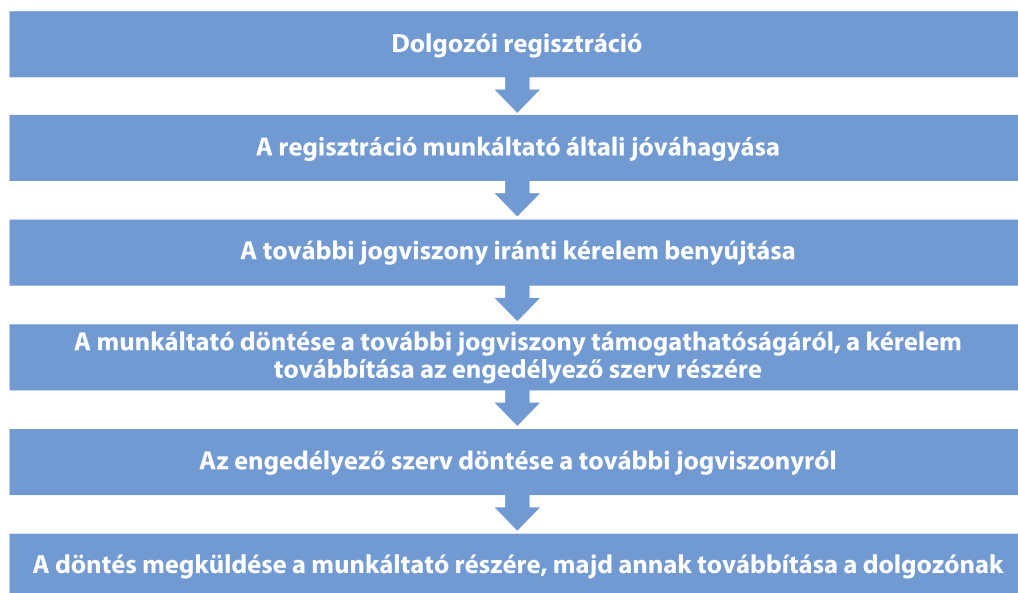 Dolgozói regisztráció
A regisztráció munkáltató általi jóváhagyása
A további jogviszony iránti kérelem benyújtása
A munkáltató döntése a további jogviszony támogathatóságáról, a kérelem
továbbítása az engedélyező szerv részére
Az engedélyező szerv döntése a további jogviszonyról
A döntés megküldése a munkáltató részére, majd annak továbbítása a dolgozónak